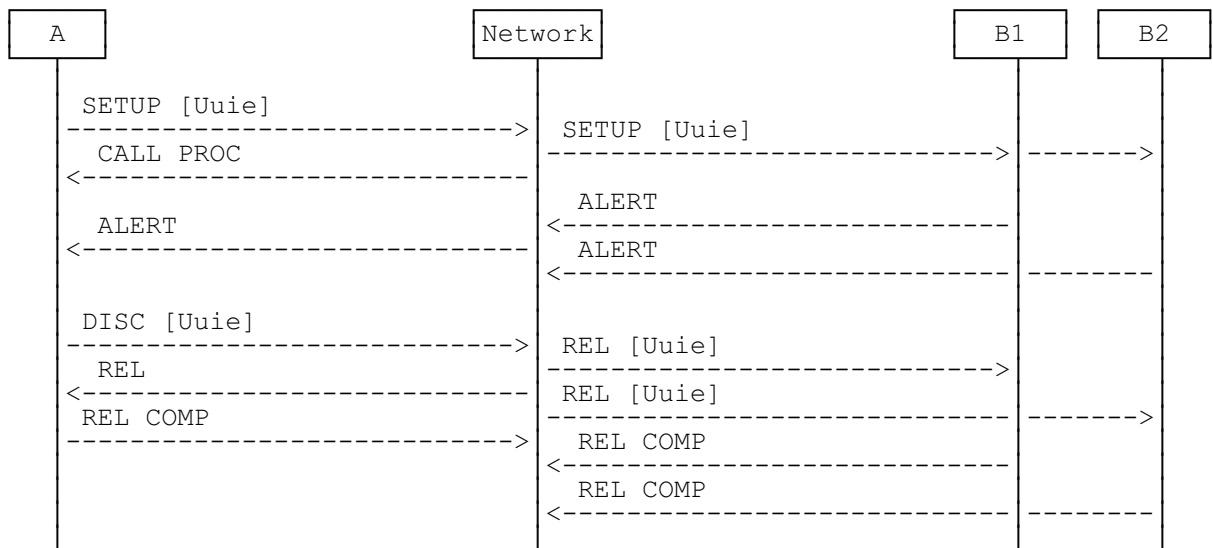 A Network B1 B2
SETUP [Uuie]
SETUP [Uuie]
CALL PROC
ALERT
ALERT
ALERT
DISC [Uuie]
REL [Uuie]
REL
REL [Uuie]
REL COMP
REL COMP
REL COMP